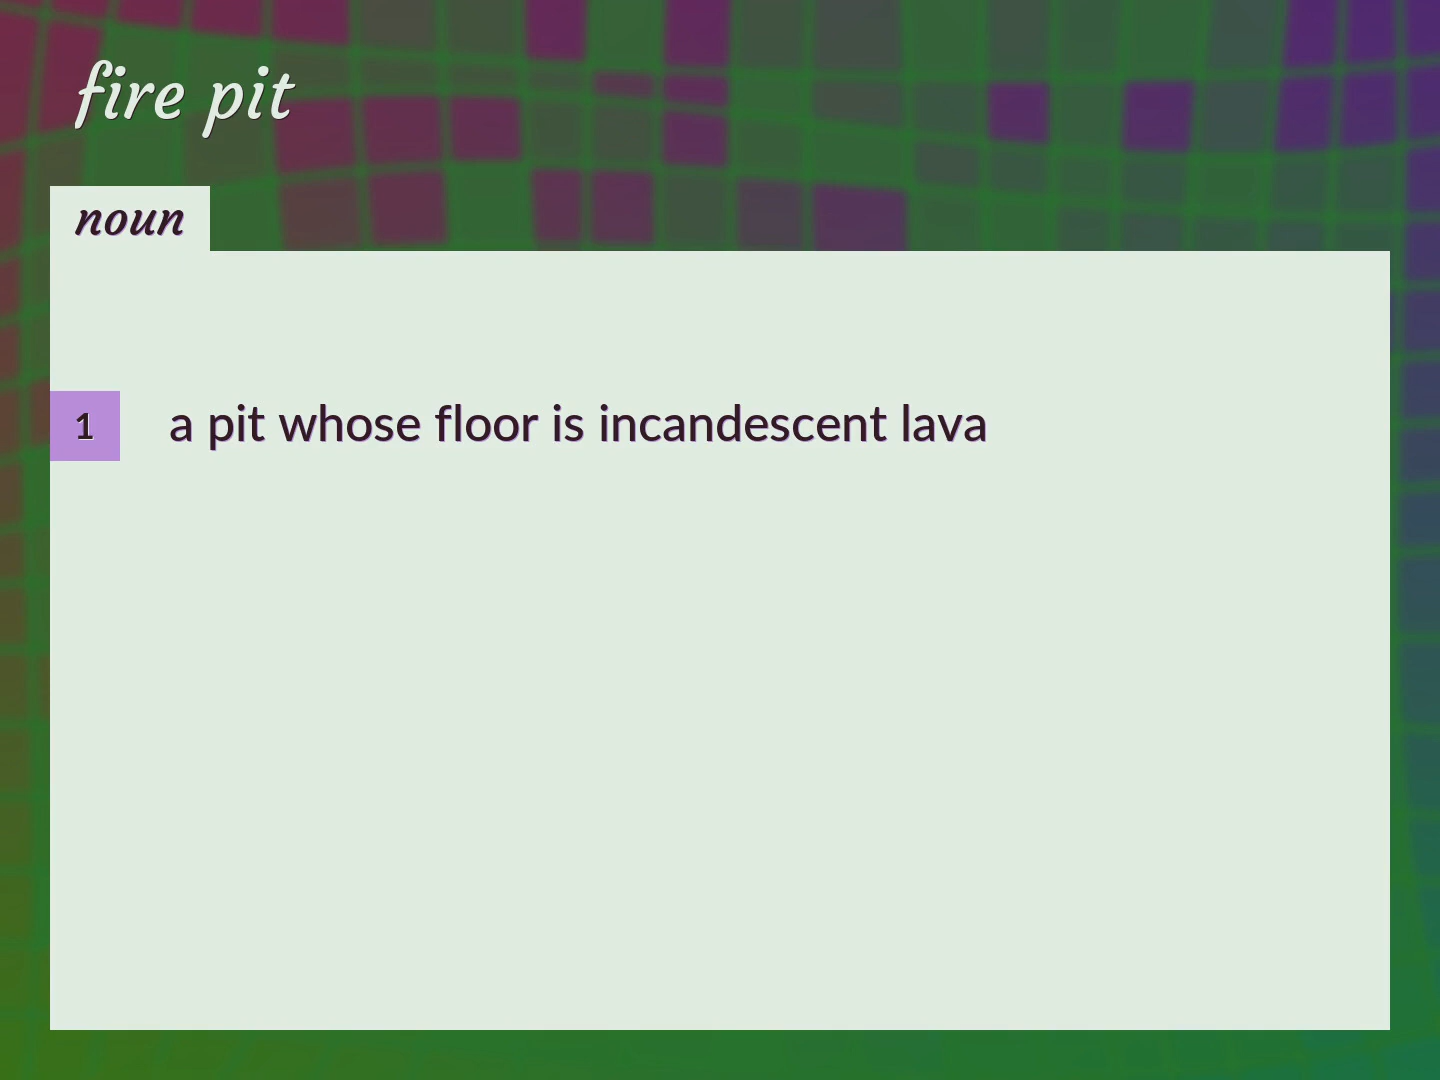 fire pit
noun
1 a pit whose floor is incandescent lava